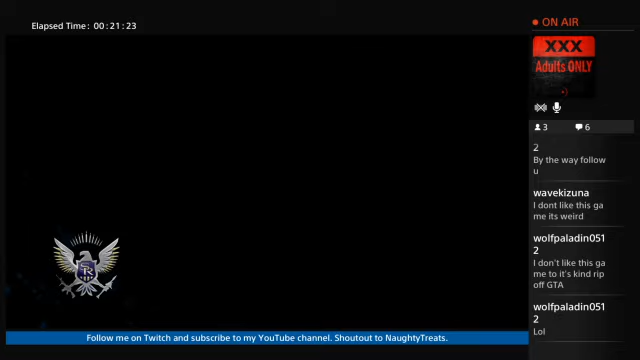 Elapsed Time: 00:21:23
ON AIR
XXX
Adults ONLY
3
6
2
By the way follow
u
wavekizuna
I dont like this ga
me its weird
wolfpaladin051
2
I don't like this ga
me to it's kind rip
off GTA
wolfpaladin051
2
Lol
Follow me on Twitch and subscribe to my YouTube channel. Shoutout to NaughtyTreats.